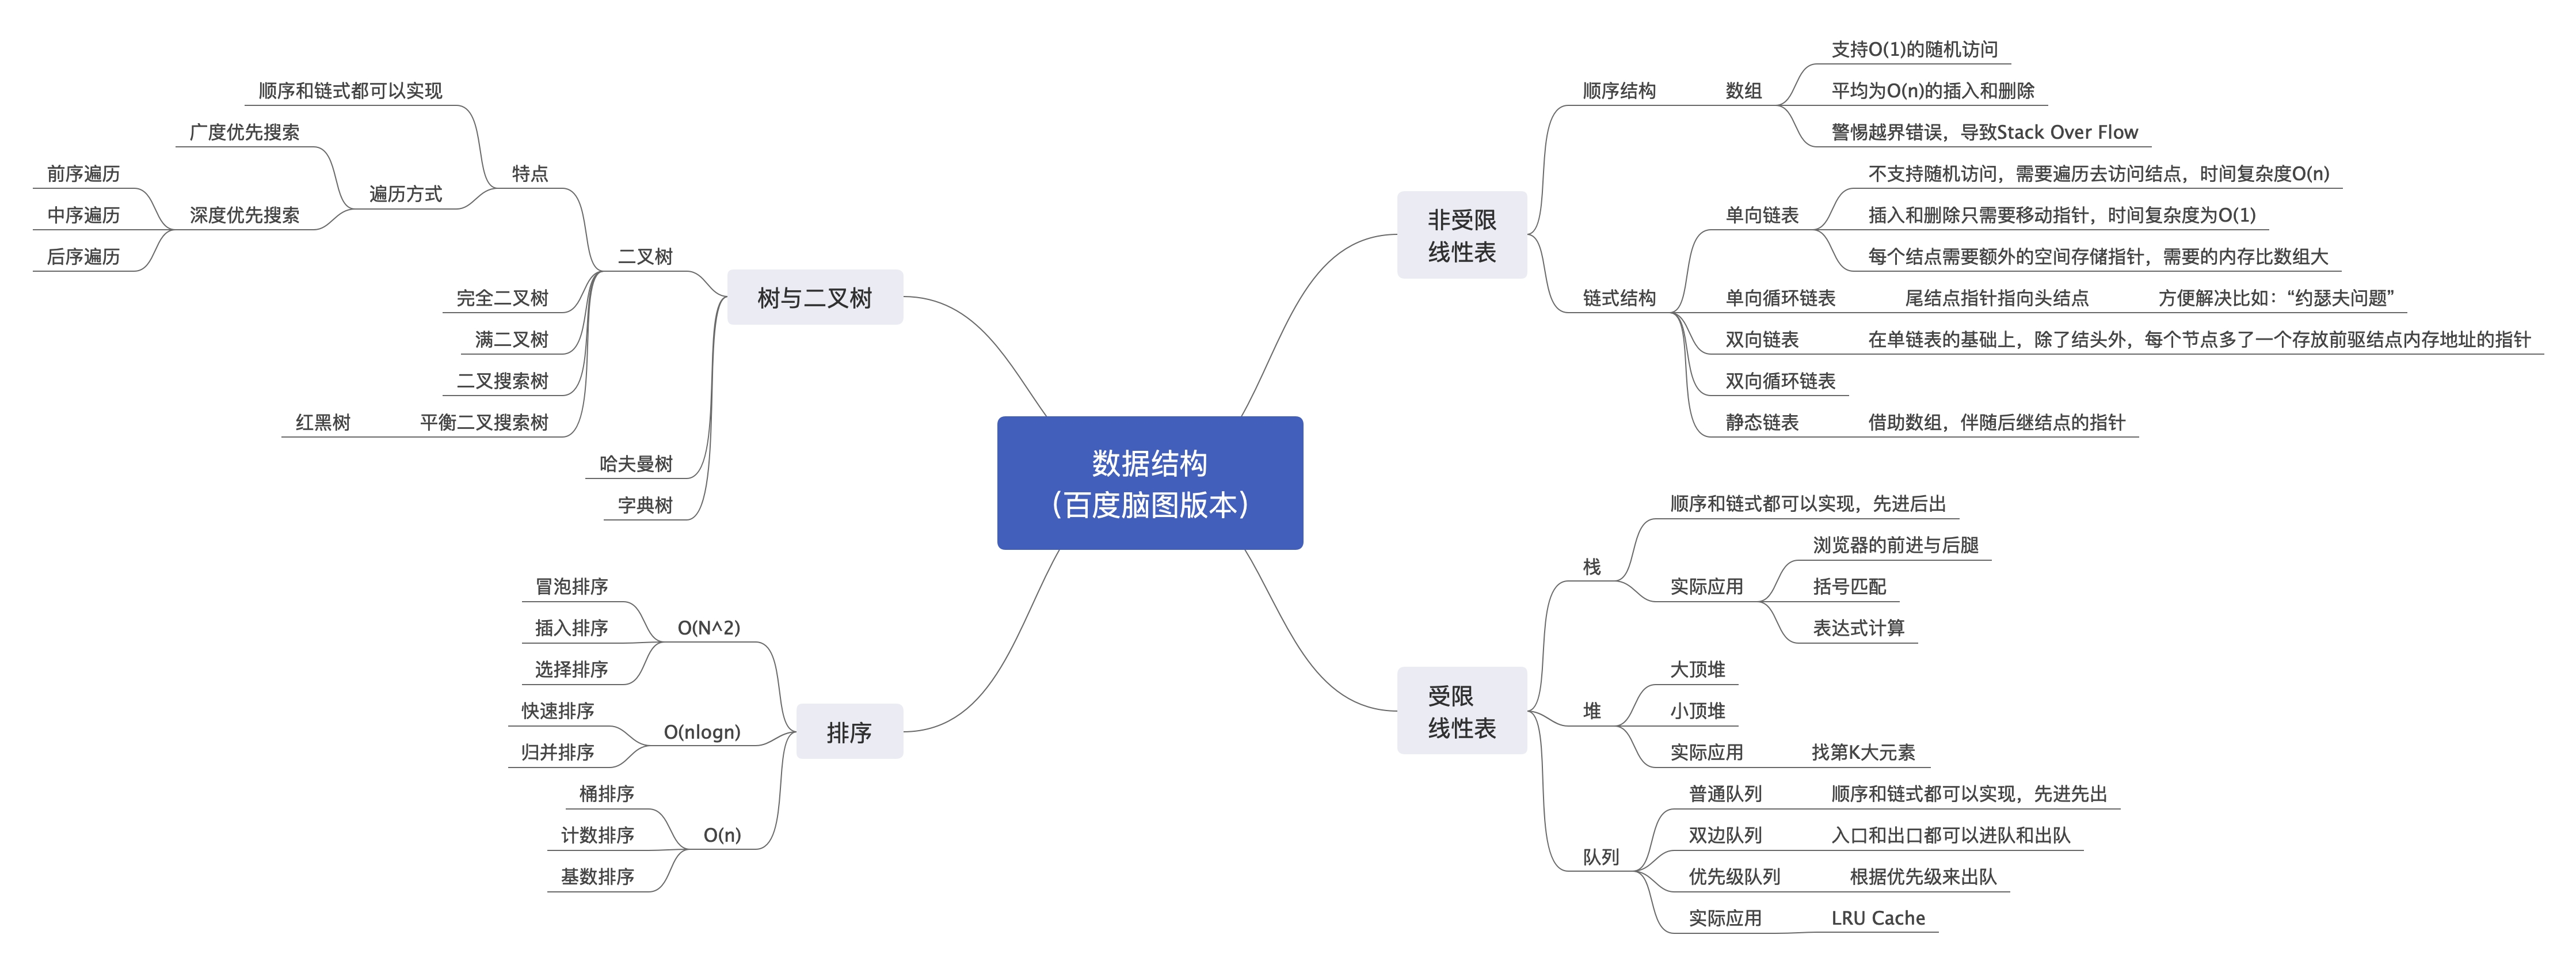 数据结构
(百度脑图版本)
非受限
线性表
顺序结构
数组
支持O(1)的随机访问
平均为O(n)的插入和删除
警惕越界错误，导致Stack Over Flow
链式结构
单向链表
不支持随机访问，需要遍历去访问结点，时间复杂度O(n)
插入和删除只需要移动指针，时间复杂度为O(1)
每个结点需要额外的空间存储指针，需要的内存比数组大
单向循环链表
尾结点指针指向头结点
方便解决比如：“约瑟夫问题”
双向链表
在单链表的基础上，除了结头外，每个节点多了一个存放前驱结点内存地址的指针
双向循环链表
静态链表
借助数组，伴随后继结点的指针
受限
线性表
栈
顺序和链式都可以实现，先进后出
实际应用
浏览器的前进与后腿
括号匹配
表达式计算
堆
大顶堆
小顶堆
实际应用
找第K大元素
队列
普通队列
顺序和链式都可以实现，先进先出
双边队列
入口和出口都可以进队和出队
优先级队列
根据优先级来出队
实际应用
LRU Cache
树与二叉树
二叉树
特点
顺序和链式都可以实现
遍历方式
广度优先搜索
深度优先搜索
前序遍历
中序遍历
后序遍历
完全二叉树
满二叉树
二叉搜索树
平衡二叉搜索树
红黑树
哈夫曼树
字典树
排序
O(N^2)
冒泡排序
插入排序
选择排序
O(nlogn)
快速排序
归并排序
O(n)
桶排序
计数排序
基数排序